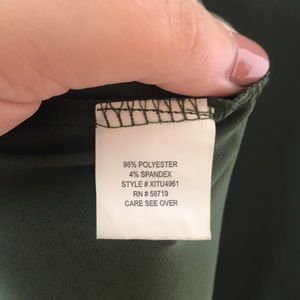 96% POLYESTER
4% SPANDEX
STYLE # XITU4961
RN # 58719
CARE SEE OVER